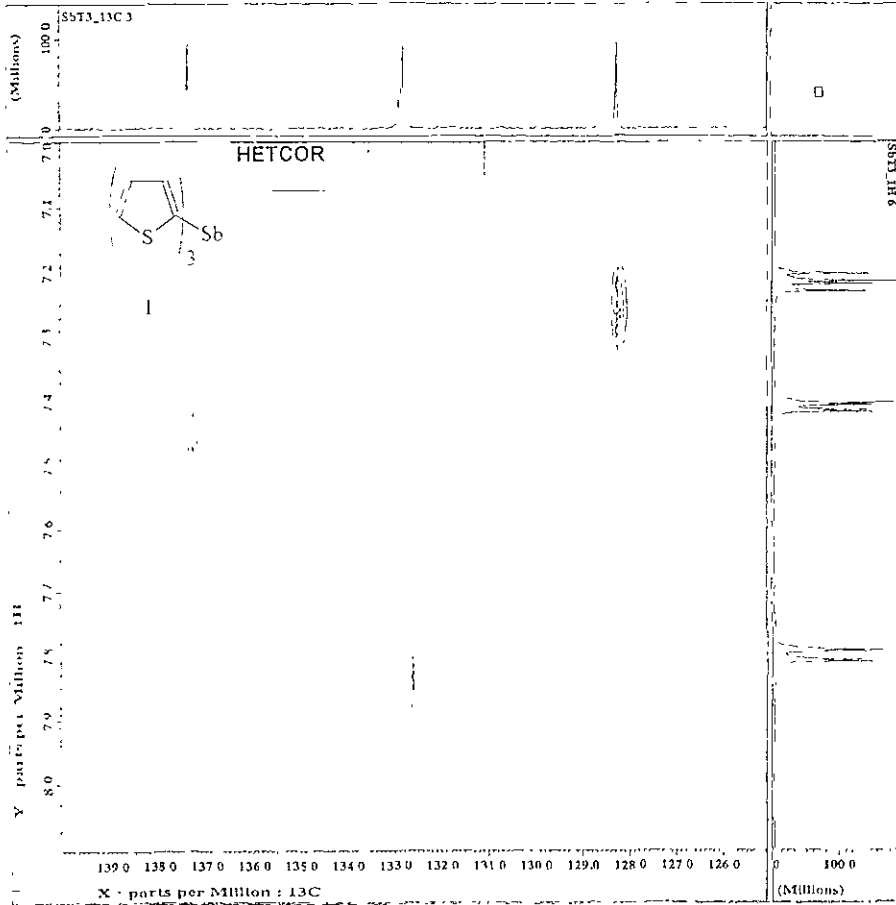 SbT3_13C 3
(Millions)
100.0
HETCOR
SbT3_1H 6
S
Sb
3
1
7.0
7.1
7.2
7.3
7.4
7.5
7.6
7.7
7.8
7.9
8.0
Y parts per Million 1H
139.0 138.0 137.0 136.0 135.0 134.0 133.0 132.0 131.0 130.0 129.0 128.0 127.0 126.0
0 100.0
X - parts per Million : 13C
(Millions)